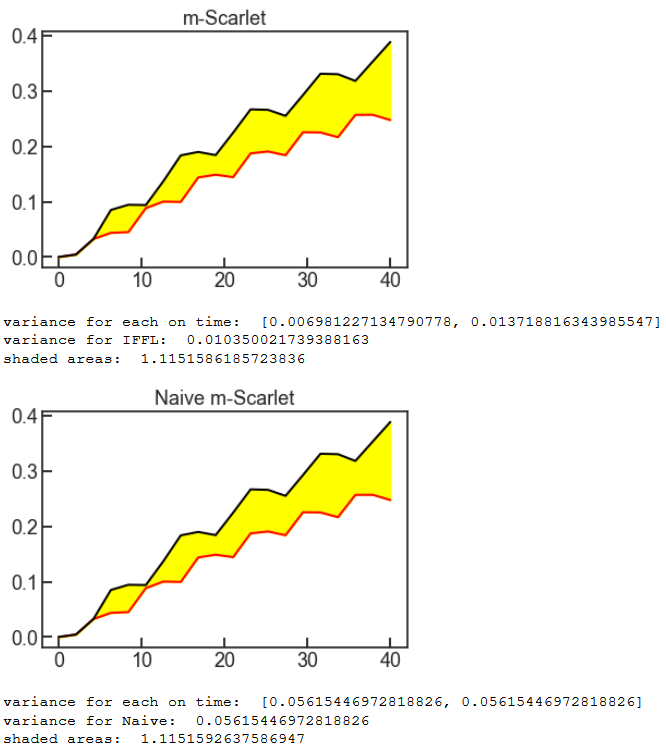 m-Scarlet
0.4
0.3
0.2
0.1
0.0
0 10 20 30 40
variance for each on time: [0.006981227134790778, 0.013718816343985547]
variance for IFFL: 0.010350021739388163
shaded areas: 1.1151586185723836
Naive m-Scarlet
0.4
0.3
0.2
0.1
0.0
0 10 20 30 40
variance for each on time: [0.05615446972818826, 0.05615446972818826]
variance for Naive: 0.05615446972818826
shaded areas: 1.1151592637586947